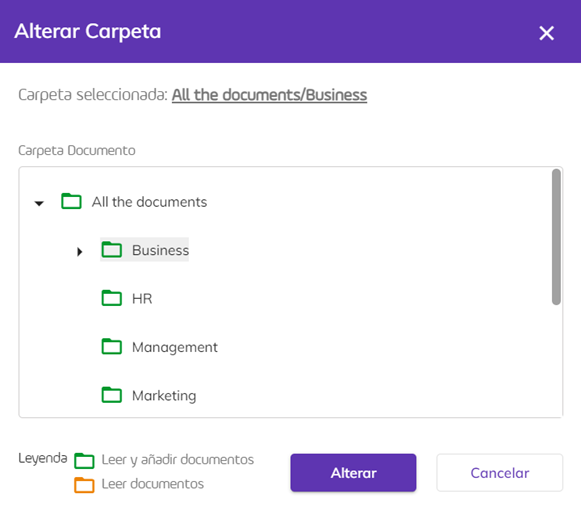 Alterar Carpeta
Carpeta seleccionada: All the documents/Business
Carpeta Documento
All the documents
Business
HR
Management
Marketing
Leyenda Leer y añadir documentos
Leer documentos
Alterar Cancelar